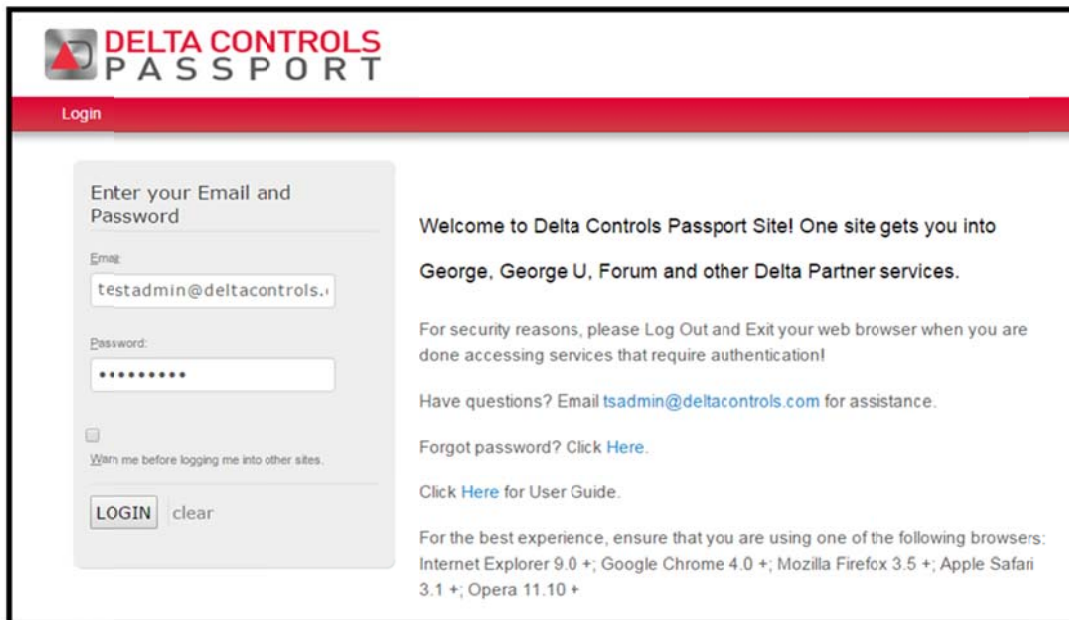 DELTA CONTROLS
PASSPORT
Login
Enter your Email and
Password
Email:
testadmin@deltacontrols.
Password:
•••••••••
Warn me before logging me into other sites.
LOGIN clear
Welcome to Delta Controls Passport Site! One site gets you into
George, George U, Forum and other Delta Partner services.
For security reasons, please Log Out and Exit your web browser when you are
done accessing services that require authentication!
Have questions? Email tsadmin@deltacontrols.com for assistance.
Forgot password? Click Here.
Click Here for User Guide.
For the best experience, ensure that you are using one of the following browsers:
Internet Explorer 9.0 +; Google Chrome 4.0 +; Mozilla Firefox 3.5 +; Apple Safari
3.1 +; Opera 11.10 +